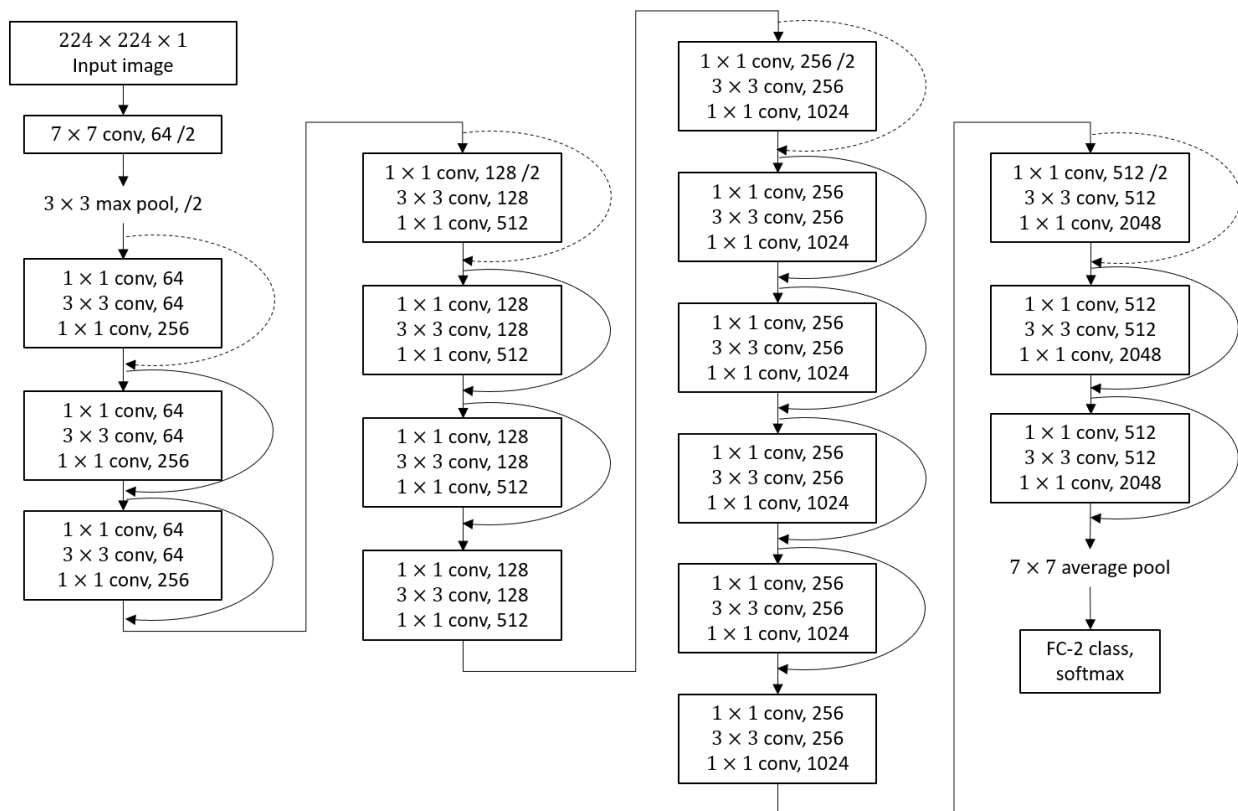 224 × 224 × 1
Input image
7 × 7 conv, 64 /2
3 × 3 max pool, /2
1 × 1 conv, 64
3 × 3 conv, 64
1 × 1 conv, 256
1 × 1 conv, 64
3 × 3 conv, 64
1 × 1 conv, 256
1 × 1 conv, 64
3 × 3 conv, 64
1 × 1 conv, 256
1 × 1 conv, 128 /2
3 × 3 conv, 128
1 × 1 conv, 512
1 × 1 conv, 128
3 × 3 conv, 128
1 × 1 conv, 512
1 × 1 conv, 128
3 × 3 conv, 128
1 × 1 conv, 512
1 × 1 conv, 128
3 × 3 conv, 128
1 × 1 conv, 512
1 × 1 conv, 256 /2
3 × 3 conv, 256
1 × 1 conv, 1024
1 × 1 conv, 256
3 × 3 conv, 256
1 × 1 conv, 1024
1 × 1 conv, 256
3 × 3 conv, 256
1 × 1 conv, 1024
1 × 1 conv, 256
3 × 3 conv, 256
1 × 1 conv, 1024
1 × 1 conv, 256
3 × 3 conv, 256
1 × 1 conv, 1024
1 × 1 conv, 256
3 × 3 conv, 256
1 × 1 conv, 1024
1 × 1 conv, 512 /2
3 × 3 conv, 512
1 × 1 conv, 2048
1 × 1 conv, 512
3 × 3 conv, 512
1 × 1 conv, 2048
1 × 1 conv, 512
3 × 3 conv, 512
1 × 1 conv, 2048
7 × 7 average pool
FC-2 class,
softmax